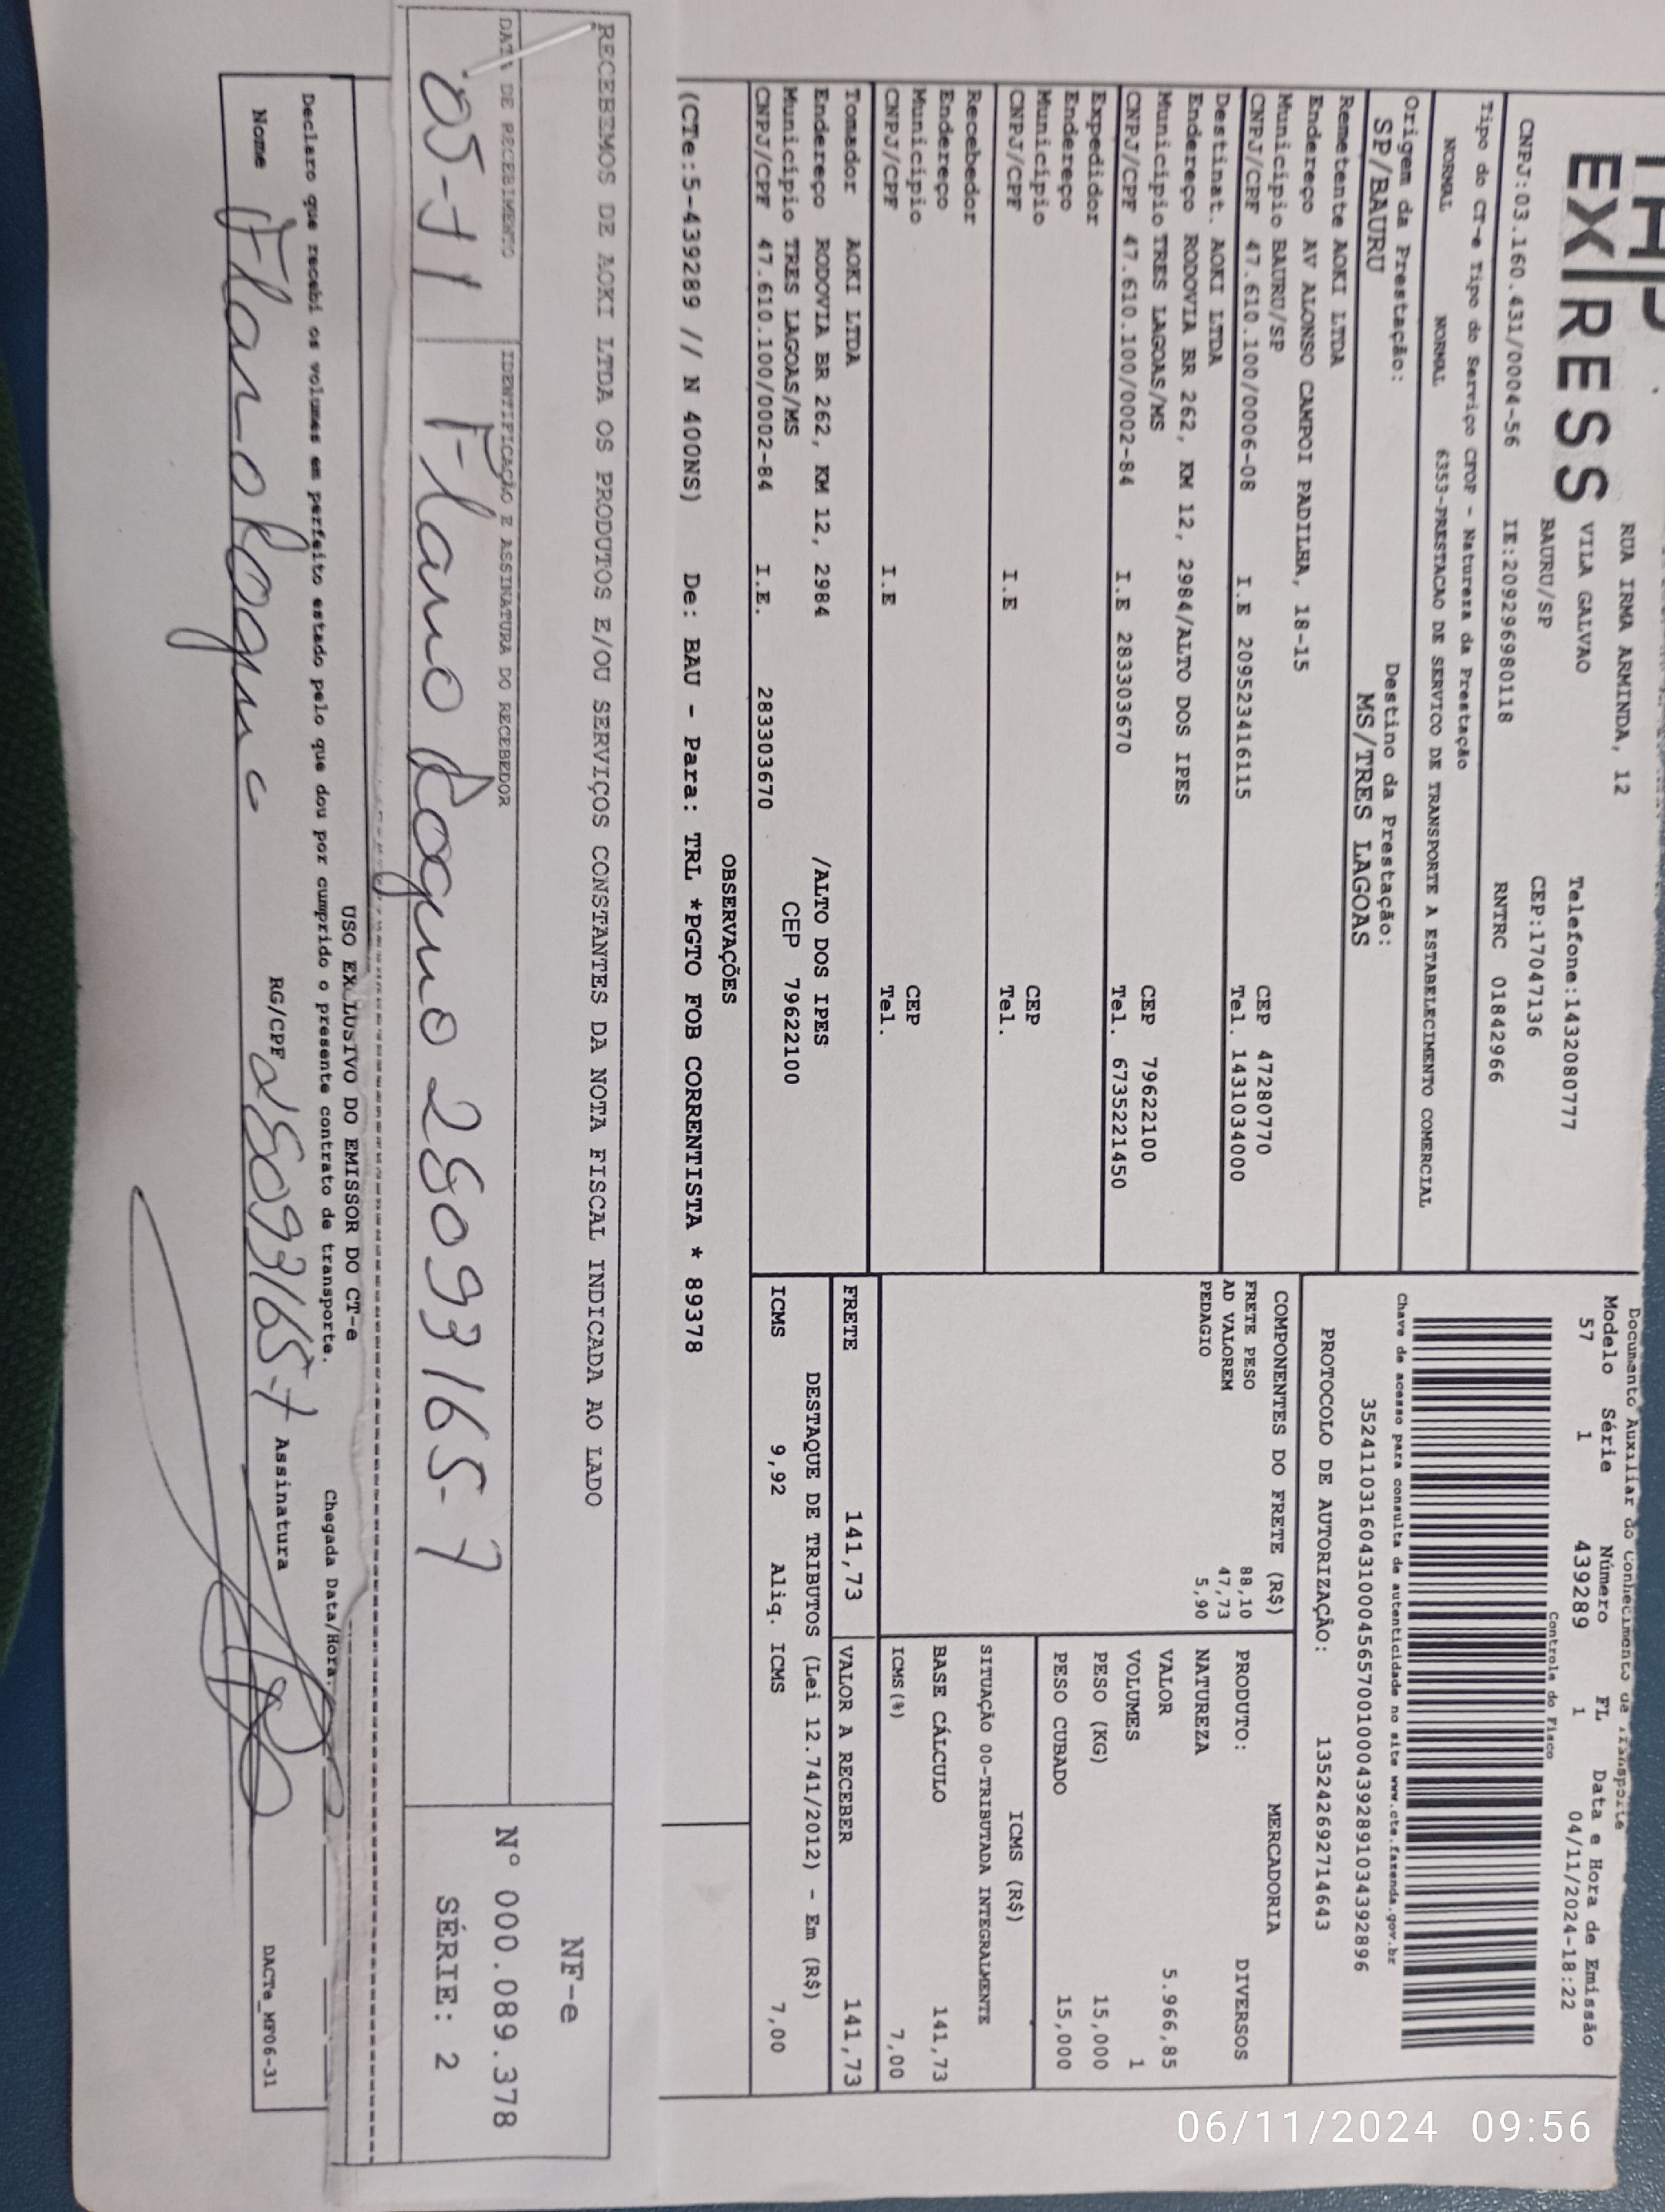 EX|RESS
RUA IRMA ARMINDA, 12
VILA GALVAO Telefone:1432080777
BAURU/SP CEP:17047136
CNPJ:03.160.431/0004-56 IE:209296980118 RNTRC 01842966
Tipo do CT-e Tipo do Serviço CFOP - Natureza da Prestação
NORMAL NORMAL 6353-PRESTACAO DE SERVICO DE TRANSPORTE A ESTABELECIMENTO COMERCIAL
Origem da Prestação: Destino da Prestação:
SP/BAURU MS/TRES LAGOAS
Remetente AOKI LTDA
Endereço AV ALONSO CAMPOI PADILHA, 18-15
Município BAURU/SP CEP 47280770
CNPJ/CPF 47.610.100/0006-08 I.E 209523416115 Tel. 1431034000
Destinat. AOKI LTDA
Endereço RODOVIA BR 262, KM 12, 2984/ALTO DOS IPES
Município TRES LAGOAS/MS CEP 79622100
CNPJ/CPF 47.610.100/0002-84 I.E 283303670 Tel. 6735221450
Expedidor
Endereço
Município CEP
CNPJ/CPF I.E Tel.
Recebedor
Endereço
Município CEP
CNPJ/CPF I.E Tel.
Tomador AOKI LTDA
Endereço RODOVIA BR 262, KM 12, 2984 /ALTO DOS IPES
Município TRES LAGOAS/MS CEP 79622100
CNPJ/CPF 47.610.100/0002-84 I.E. 283303670
Documento Auxiliar do Conhecimento de Transporte
Modelo Série Número FL Data e Hora de Emissão
57 1 439289 1 04/11/2024-18:22
Controle do Fisco
Chave de acesso para consulta de autenticidade no site www.cte.fazenda.gov.br
35241103160431000456570010004392891034392896
PROTOCOLO DE AUTORIZAÇÃO: 135242692714643
COMPONENTES DO FRETE (R$)
FRETE PESO 88,10
AD VALOREM 47,73
PEDAGIO 5,90
MERCADORIA
PRODUTO: DIVERSOS
NATUREZA
VALOR 5.966,85
VOLUMES 1
PESO (KG) 15,000
PESO CUBADO 15,000
ICMS (R$)
SITUAÇÃO 00-TRIBUTADA INTEGRALMENTE
BASE CÁLCULO 141,73
ICMS(%) 7,00
FRETE 141,73 VALOR A RECEBER 141,73
DESTAQUE DE TRIBUTOS (Lei 12.741/2012) - Em (R$)
ICMS 9,92 Aliq. ICMS 7,00
OBSERVAÇÕES
(CTe:5-439289 // N 400NS) De: BAU - Para: TRL *PGTO FOB CORRENTISTA * 89378
RECEBEMOS DE AOKI LTDA OS PRODUTOS E/OU SERVIÇOS CONSTANTES DA NOTA FISCAL INDICADA AO LADO
DATA DE RECEBIMENTO IDENTIFICAÇÃO E ASSINATURA DO RECEBEDOR
05-11 Flano Roque 28093165-7
NF-e
N° 000.089.378
SÉRIE: 2
USO EXCLUSIVO DO EMISSOR DO CT-e
Declaro que recebi os volumes em perfeito estado pelo que dou por cumprido o presente contrato de transporte. Chegada Data/Hora:
Nome Flano Roque RG/CPF 28093165-7 Assinatura
DACTe_MF06-31
06/11/2024 09:56